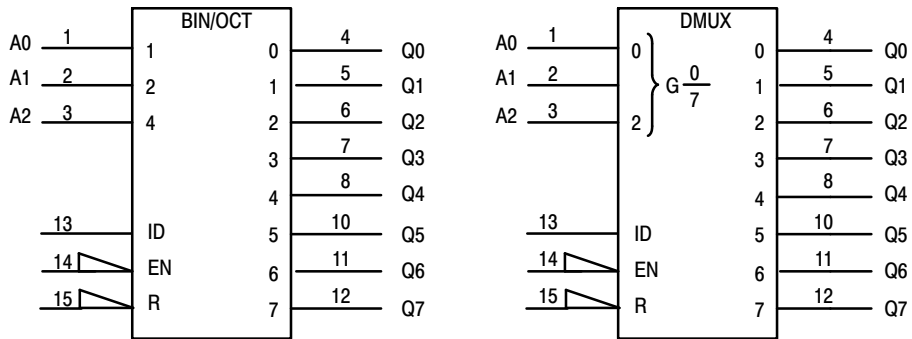 BIN/OCT
A0 1 1 0 4 Q0
A1 2 2 1 5 Q1
A2 3 4 2 6 Q2
3 7 Q3
4 8 Q4
13 ID 5 10 Q5
14 EN 6 11 Q6
15 R 7 12 Q7
DMUX
A0 1 0 0 4 Q0
A1 2 G 0/7 1 5 Q1
A2 3 2 2 6 Q2
3 7 Q3
4 8 Q4
13 ID 5 10 Q5
14 EN 6 11 Q6
15 R 7 12 Q7